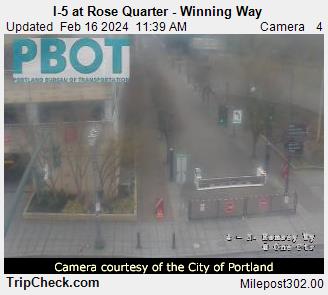 I-5 at Rose Quarter - Winning Way
Updated Feb 16 2024 11:39 AM Camera 4
PBOT
PORTLAND BUREAU OF TRANSPORTATION
Camera courtesy of the City of Portland
TripCheck.com Milepost302.00